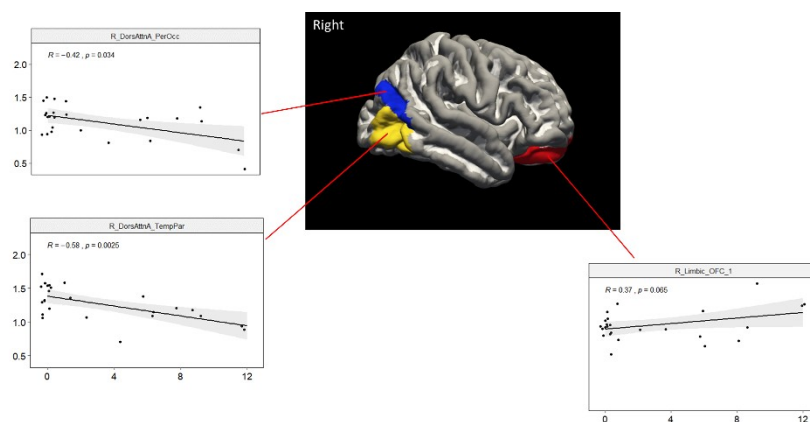 R_DorsAttnA_PerOcc
R = −0.42 , p = 0.034
2.0
1.5
1.0
0.5
Right
R_DorsAttnA_TempPar
R = −0.58 , p = 0.0025
2.0
1.5
1.0
0.5
0
4
8
12
R_Limbic_OFC_1
R = 0.37 , p = 0.065
0
4
8
12